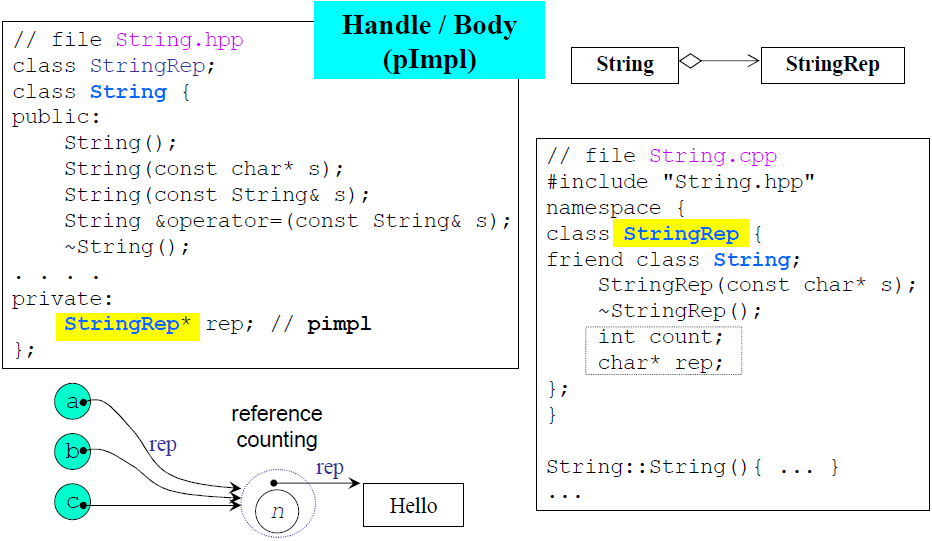 Handle / Body
(pImpl)
// file String.hpp
class StringRep;
class String {
public:
String();
String(const char* s);
String(const String& s);
String &operator=(const String& s);
~String();
. . . .
private:
StringRep* rep; // pimpl
};
String
StringRep
// file String.cpp
#include "String.hpp"
namespace {
class StringRep {
friend class String;
StringRep(const char* s);
~StringRep();
int count;
char* rep;
};
}
String::String(){ ... }
...
a
b
c
rep
reference
counting
rep
n
Hello